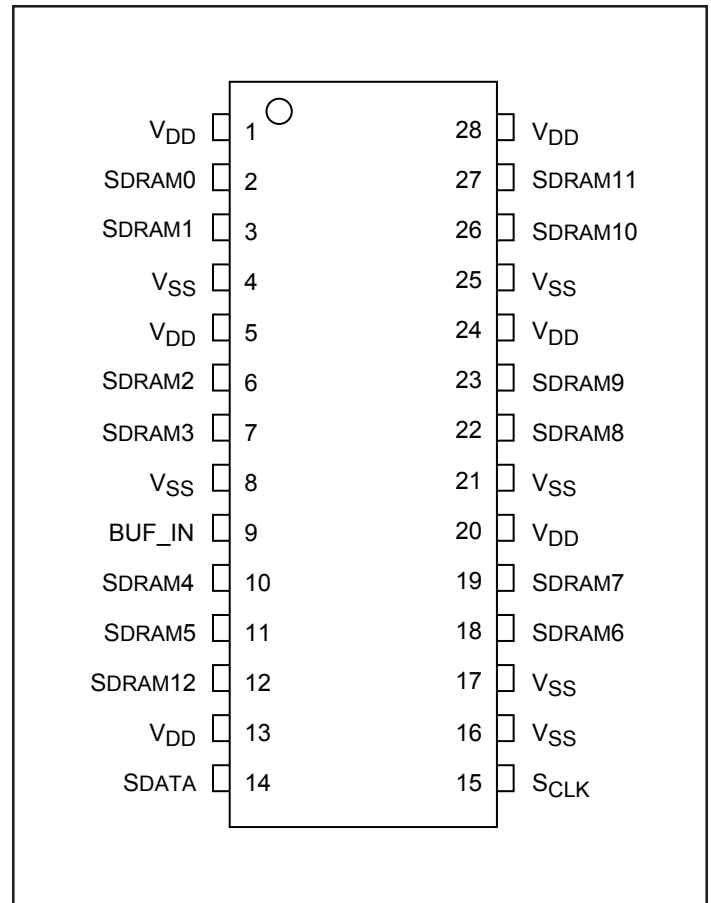 VDD 1 28 VDD
SDRAM0 2 27 SDRAM11
SDRAM1 3 26 SDRAM10
VSS 4 25 VSS
VDD 5 24 VDD
SDRAM2 6 23 SDRAM9
SDRAM3 7 22 SDRAM8
VSS 8 21 VSS
BUF_IN 9 20 VDD
SDRAM4 10 19 SDRAM7
SDRAM5 11 18 SDRAM6
SDRAM12 12 17 VSS
VDD 13 16 VSS
SDATA 14 15 SCLK